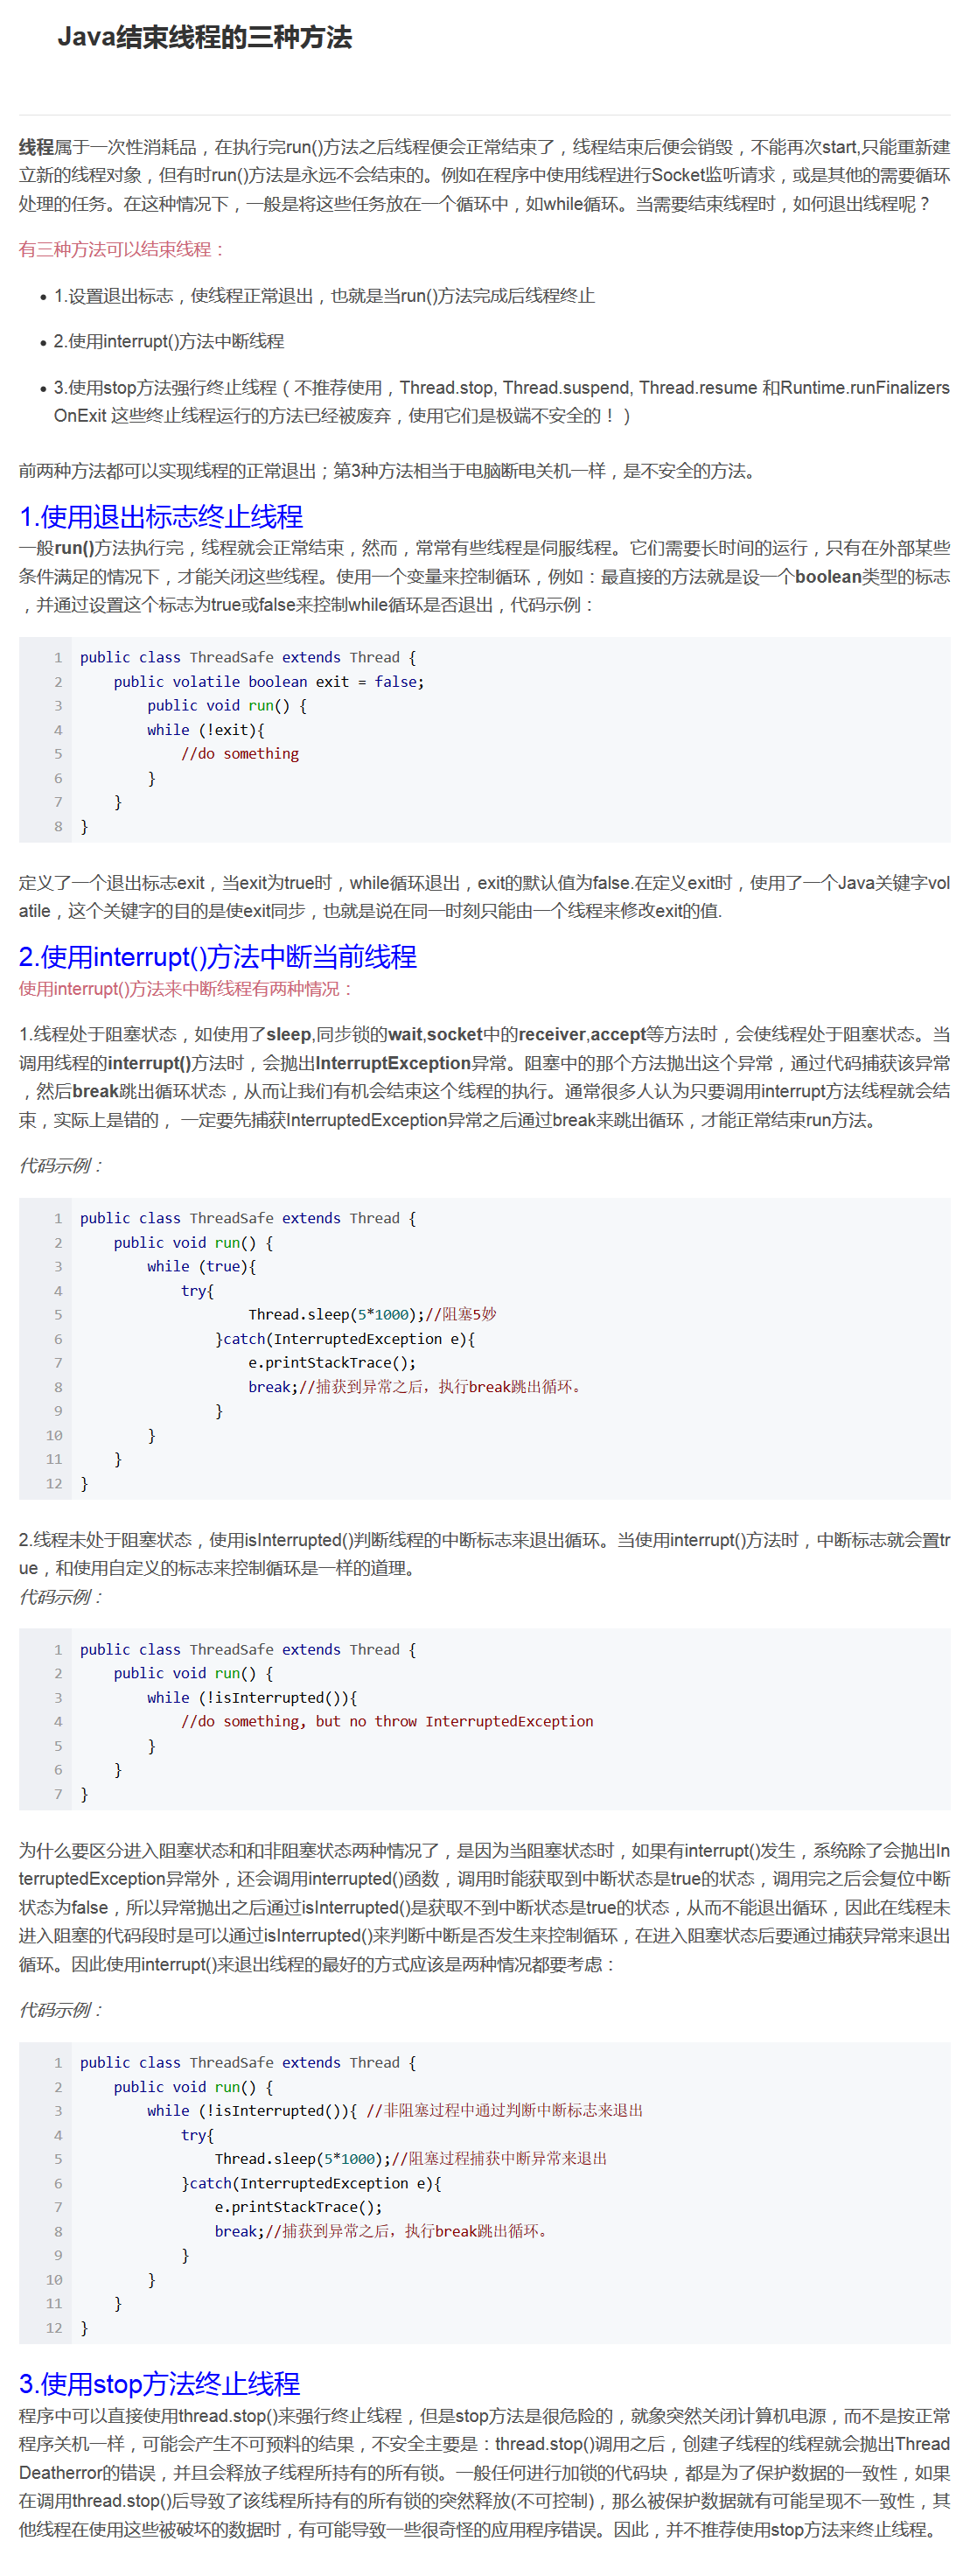 Java结束线程的三种方法
线程属于一次性消耗品，在执行完run()方法之后线程便会正常结束了，线程结束后便会销毁，不能再次start,只能重新建
立新的线程对象，但有时run()方法是永远不会结束的。例如在程序中使用线程进行Socket监听请求，或是其他的需要循环
处理的任务。在这种情况下，一般是将这些任务放在一个循环中，如while循环。当需要结束线程时，如何退出线程呢？
有三种方法可以结束线程：
• 1.设置退出标志，使线程正常退出，也就是当run()方法完成后线程终止
• 2.使用interrupt()方法中断线程
• 3.使用stop方法强行终止线程（不推荐使用，Thread.stop, Thread.suspend, Thread.resume 和Runtime.runFinalizers
OnExit 这些终止线程运行的方法已经被废弃，使用它们是极端不安全的！）
前两种方法都可以实现线程的正常退出；第3种方法相当于电脑断电关机一样，是不安全的方法。
1.使用退出标志终止线程
一般run()方法执行完，线程就会正常结束，然而，常常有些线程是伺服线程。它们需要长时间的运行，只有在外部某些
条件满足的情况下，才能关闭这些线程。使用一个变量来控制循环，例如：最直接的方法就是设一个boolean类型的标志
，并通过设置这个标志为true或false来控制while循环是否退出，代码示例：
1 public class ThreadSafe extends Thread {
2     public volatile boolean exit = false;
3         public void run() {
4         while (!exit){
5             //do something
6         }
7     }
8 }
定义了一个退出标志exit，当exit为true时，while循环退出，exit的默认值为false.在定义exit时，使用了一个Java关键字vol
atile，这个关键字的目的是使exit同步，也就是说在同一时刻只能由一个线程来修改exit的值.
2.使用interrupt()方法中断当前线程
使用interrupt()方法来中断线程有两种情况：
1.线程处于阻塞状态，如使用了sleep,同步锁的wait,socket中的receiver,accept等方法时，会使线程处于阻塞状态。当
调用线程的interrupt()方法时，会抛出InterruptException异常。阻塞中的那个方法抛出这个异常，通过代码捕获该异常
，然后break跳出循环状态，从而让我们有机会结束这个线程的执行。通常很多人认为只要调用interrupt方法线程就会结
束，实际上是错的， 一定要先捕获InterruptedException异常之后通过break来跳出循环，才能正常结束run方法。
代码示例：
1 public class ThreadSafe extends Thread {
2     public void run() {
3         while (true){
4             try{
5                     Thread.sleep(5*1000);//阻塞5妙
6                 }catch(InterruptedException e){
7                     e.printStackTrace();
8                     break;//捕获到异常之后，执行break跳出循环。
9                 }
10         }
11     }
12 }
2.线程未处于阻塞状态，使用isInterrupted()判断线程的中断标志来退出循环。当使用interrupt()方法时，中断标志就会置tr
ue，和使用自定义的标志来控制循环是一样的道理。
代码示例：
1 public class ThreadSafe extends Thread {
2     public void run() {
3         while (!isInterrupted()){
4             //do something, but no throw InterruptedException
5         }
6     }
7 }
为什么要区分进入阻塞状态和和非阻塞状态两种情况了，是因为当阻塞状态时，如果有interrupt()发生，系统除了会抛出In
terruptedException异常外，还会调用interrupted()函数，调用时能获取到中断状态是true的状态，调用完之后会复位中断
状态为false，所以异常抛出之后通过isInterrupted()是获取不到中断状态是true的状态，从而不能退出循环，因此在线程未
进入阻塞的代码段时是可以通过isInterrupted()来判断中断是否发生来控制循环，在进入阻塞状态后要通过捕获异常来退出
循环。因此使用interrupt()来退出线程的最好的方式应该是两种情况都要考虑：
代码示例：
1 public class ThreadSafe extends Thread {
2     public void run() {
3         while (!isInterrupted()){ //非阻塞过程中通过判断中断标志来退出
4             try{
5                 Thread.sleep(5*1000);//阻塞过程捕获中断异常来退出
6             }catch(InterruptedException e){
7                 e.printStackTrace();
8                 break;//捕获到异常之后，执行break跳出循环。
9             }
10         }
11     }
12 }
3.使用stop方法终止线程
程序中可以直接使用thread.stop()来强行终止线程，但是stop方法是很危险的，就象突然关闭计算机电源，而不是按正常
程序关机一样，可能会产生不可预料的结果，不安全主要是：thread.stop()调用之后，创建子线程的线程就会抛出Thread
Deatherror的错误，并且会释放子线程所持有的所有锁。一般任何进行加锁的代码块，都是为了保护数据的一致性，如果
在调用thread.stop()后导致了该线程所持有的所有锁的突然释放(不可控制)，那么被保护数据就有可能呈现不一致性，其
他线程在使用这些被破坏的数据时，有可能导致一些很奇怪的应用程序错误。因此，并不推荐使用stop方法来终止线程。